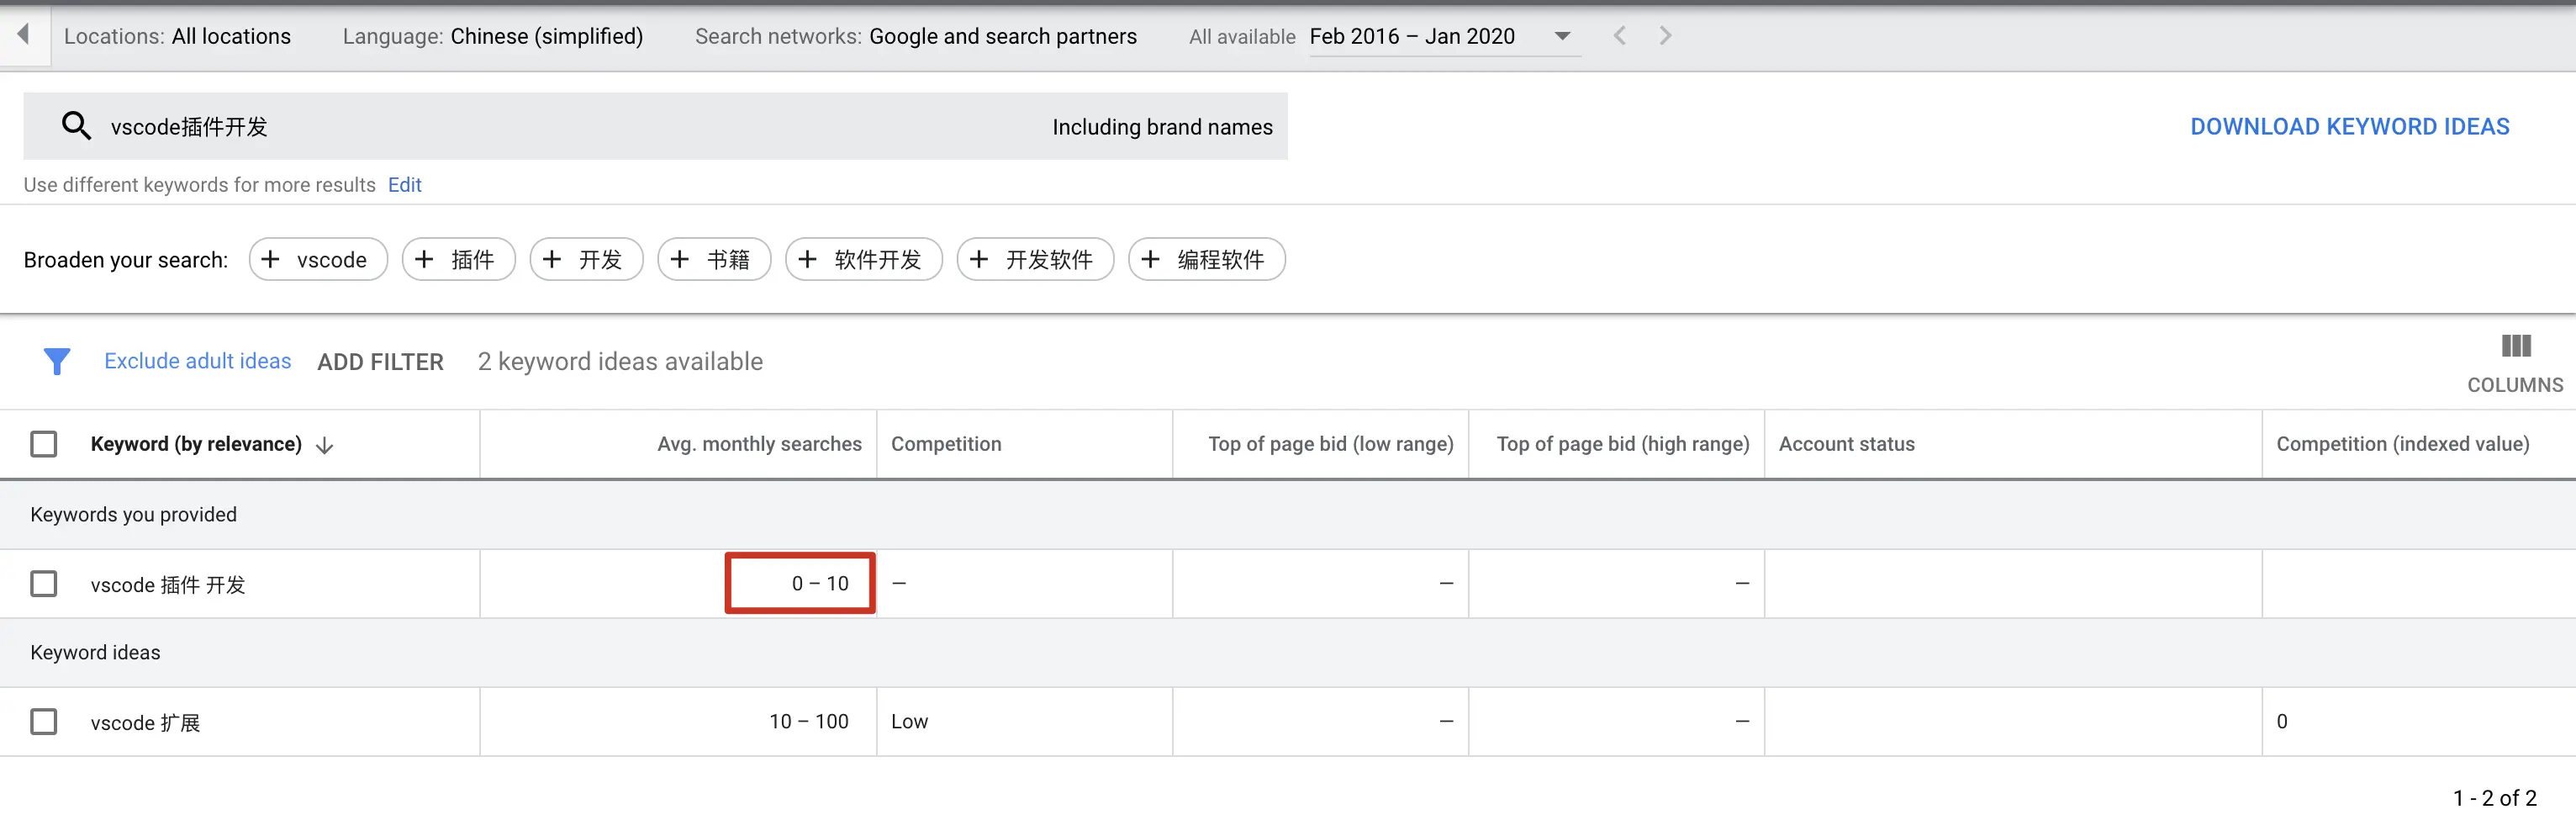 Locations: All locations Language: Chinese (simplified) Search networks: Google and search partners All available Feb 2016 – Jan 2020
vscode插件开发 Including brand names DOWNLOAD KEYWORD IDEAS
Use different keywords for more results Edit
Broaden your search: + vscode + 插件 + 开发 + 书籍 + 软件开发 + 开发软件 + 编程软件
Exclude adult ideas ADD FILTER 2 keyword ideas available
COLUMNS
Keyword (by relevance) ↓ Avg. monthly searches Competition Top of page bid (low range) Top of page bid (high range) Account status Competition (indexed value)
Keywords you provided
vscode 插件 开发 0 – 10 – – –
Keyword ideas
vscode 扩展 10 – 100 Low – – 0
1 - 2 of 2